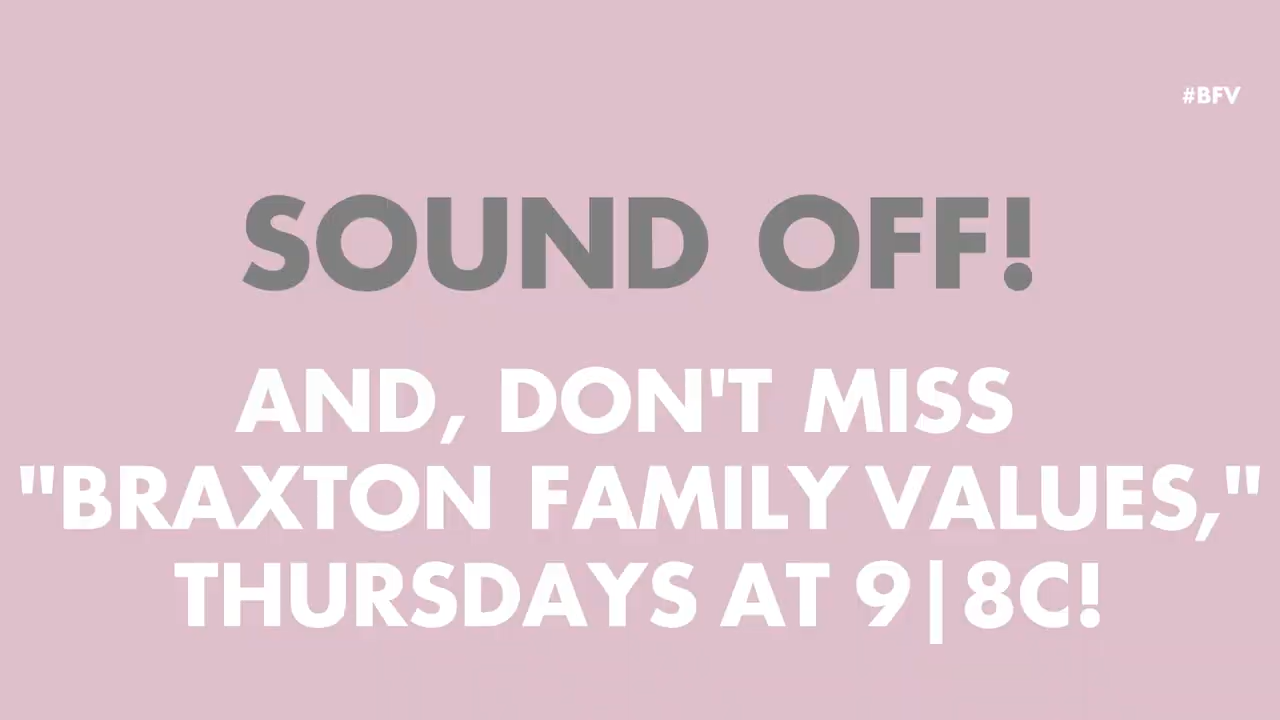 #BFV
SOUND OFF!
AND, DON'T MISS
"BRAXTON FAMILY VALUES,"
THURSDAYS AT 9|8C!